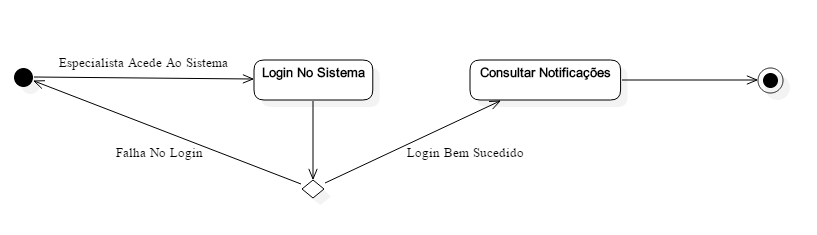 Especialista Acede Ao Sistema
Login No Sistema
Consultar Notificações
Falha No Login
Login Bem Sucedido